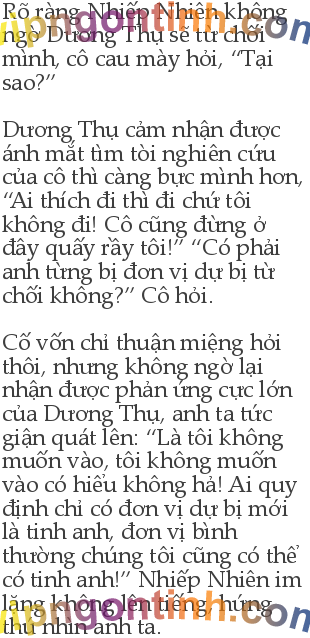 Rõ ràng Nhiếp Nhiên không
ngờ Dương Thụ sẽ từ chối
mình, cô cau mày hỏi, “Tại
sao?”
Dương Thụ cảm nhận được
ánh mắt tìm tòi nghiên cứu
của cô thì càng bực mình hơn,
“Ai thích đi thì đi chứ tôi
không đi! Cô cũng đừng ở
đây quấy rầy tôi!” “Có phải
anh từng bị đơn vị dự bị từ
chối không?” Cô hỏi.
Cố vốn chỉ thuận miệng hỏi
thôi, nhưng không ngờ lại
nhận được phản ứng cực lớn
của Dương Thụ, anh ta tức
giận quát lên: “Là tôi không
muốn vào, tôi không muốn
vào có hiểu không hả! Ai quy
định chỉ có đơn vị dự bị mới
là tinh anh, đơn vị bình
thường chúng tôi cũng có thể
có tinh anh!” Nhiếp Nhiên im
lặng không lên tiếng, hứng
thú nhìn anh ta.